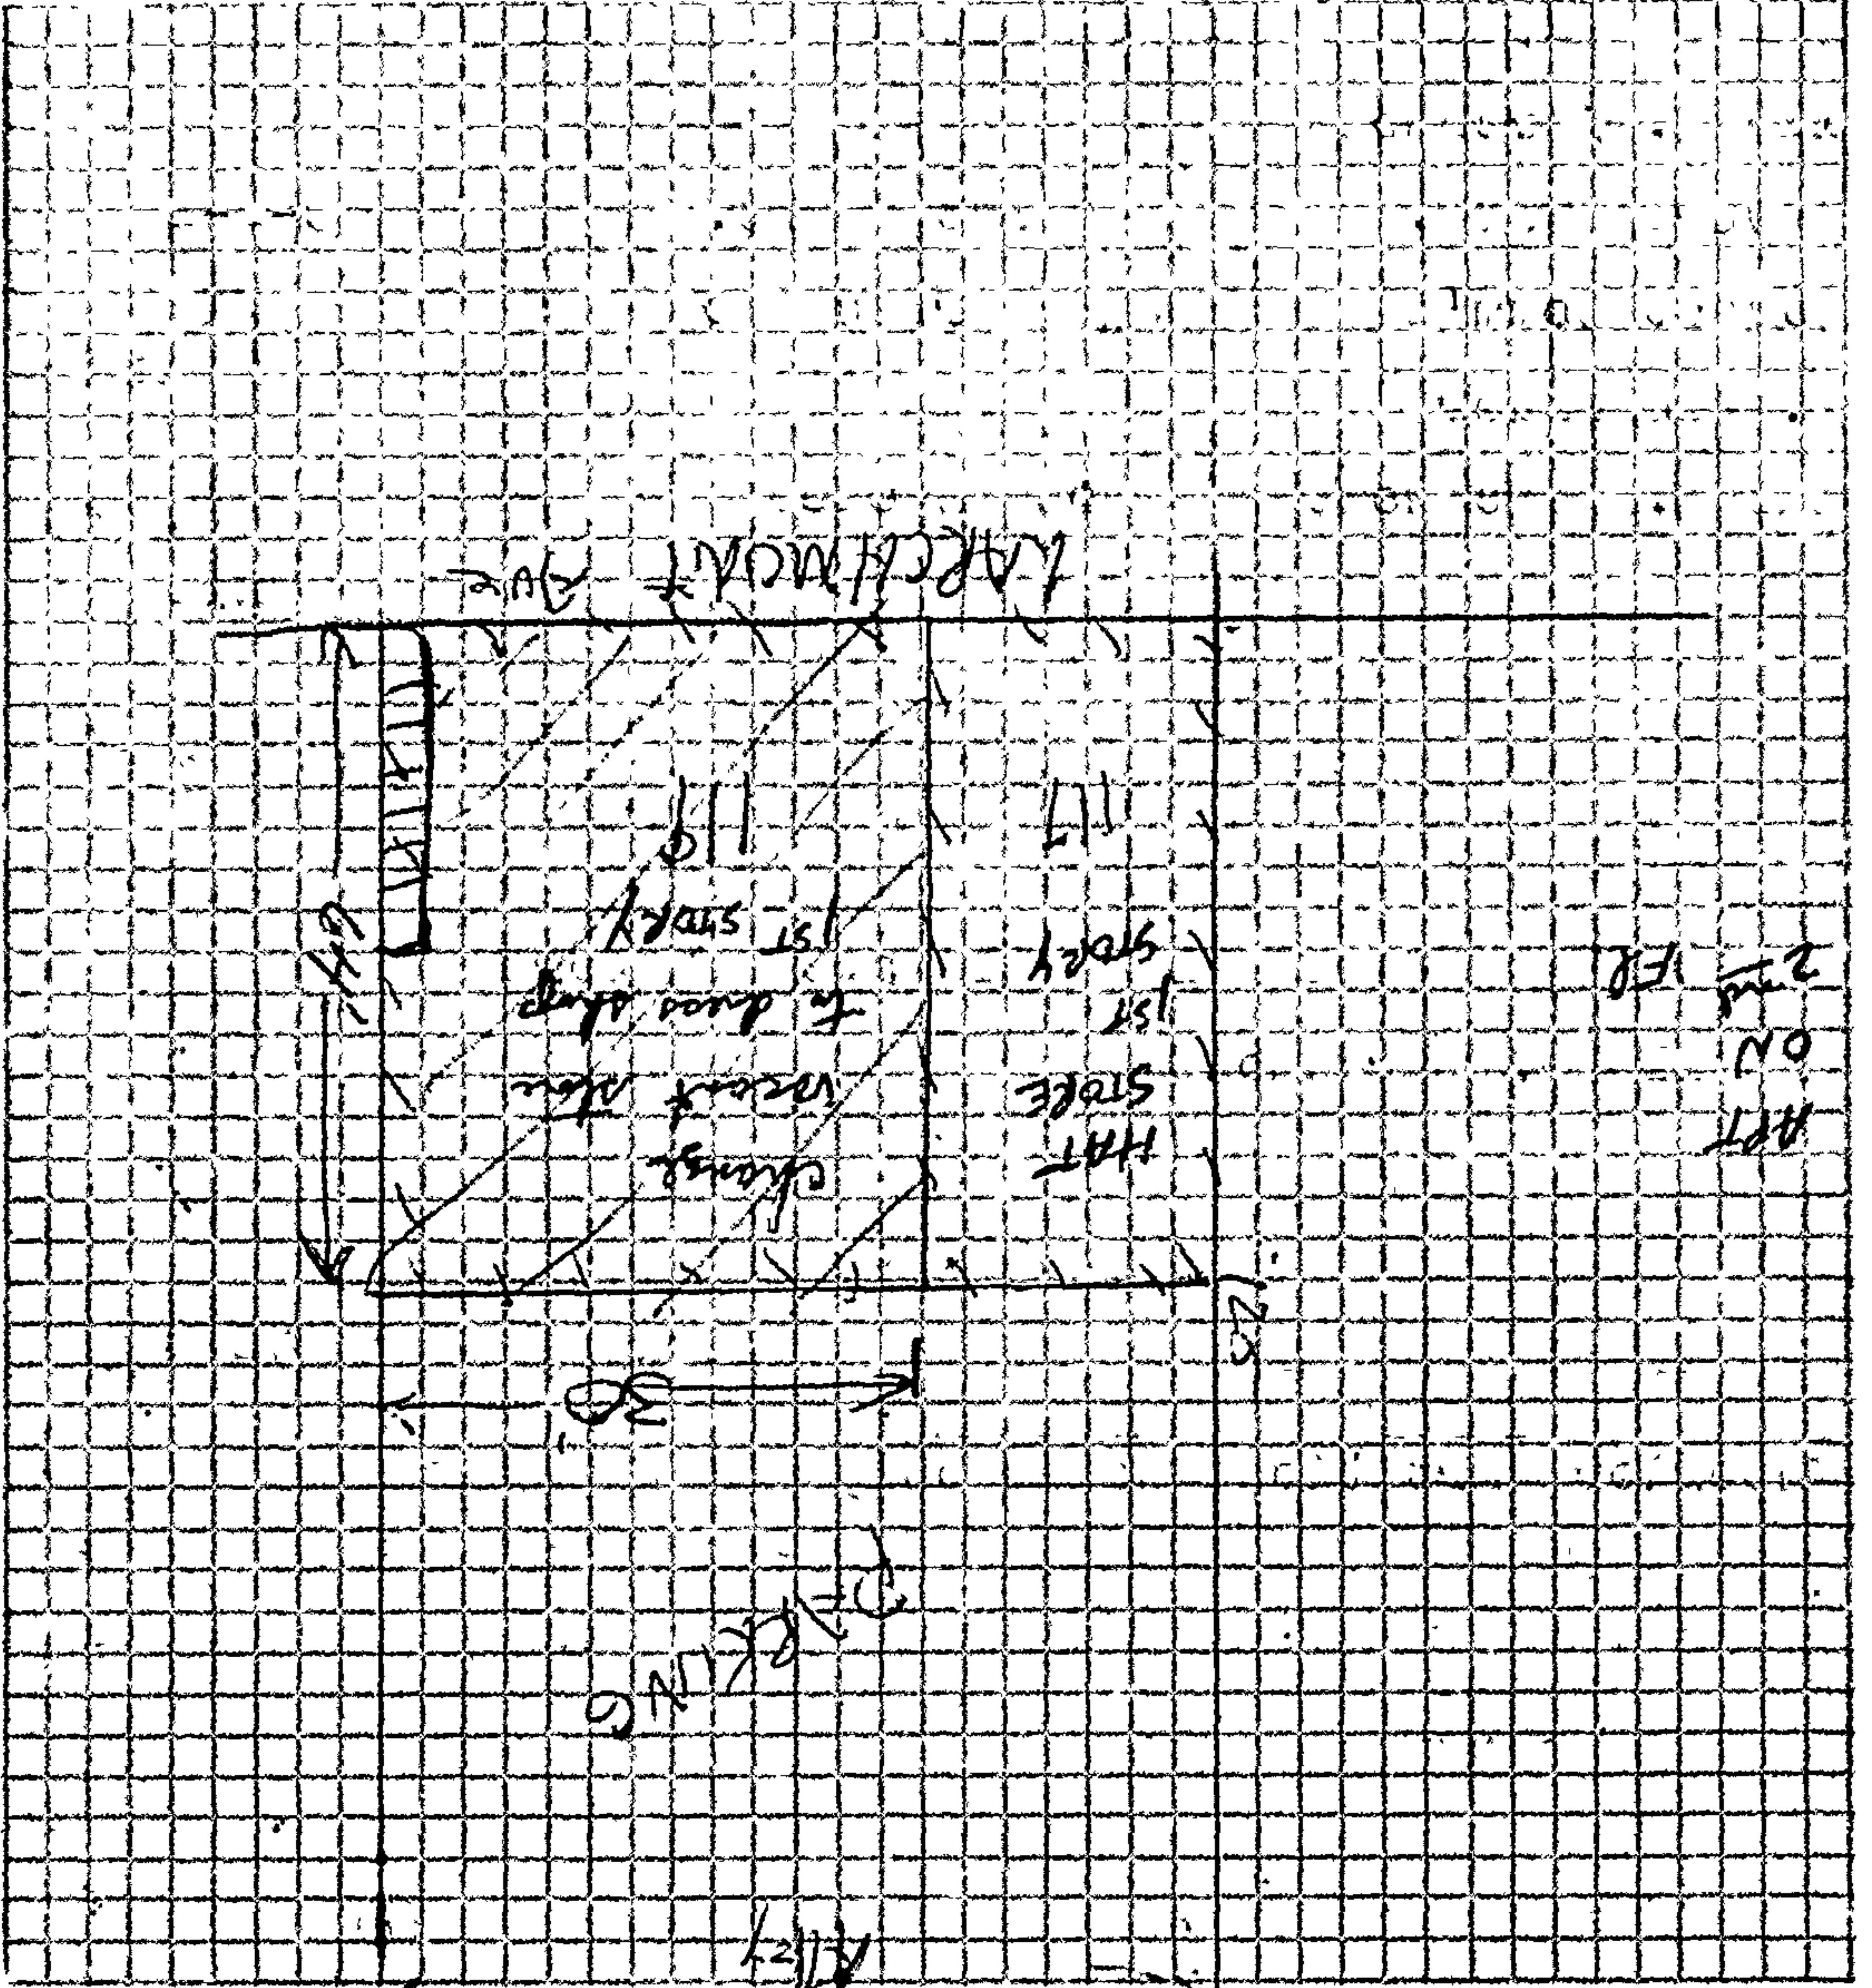 Alley
PARKING
30'
APT
ON
2nd FL
HAT
STORE
1ST
STORY
117
change
vacant store
to dress shop
1ST STORY
119
LARCHMONT Ave